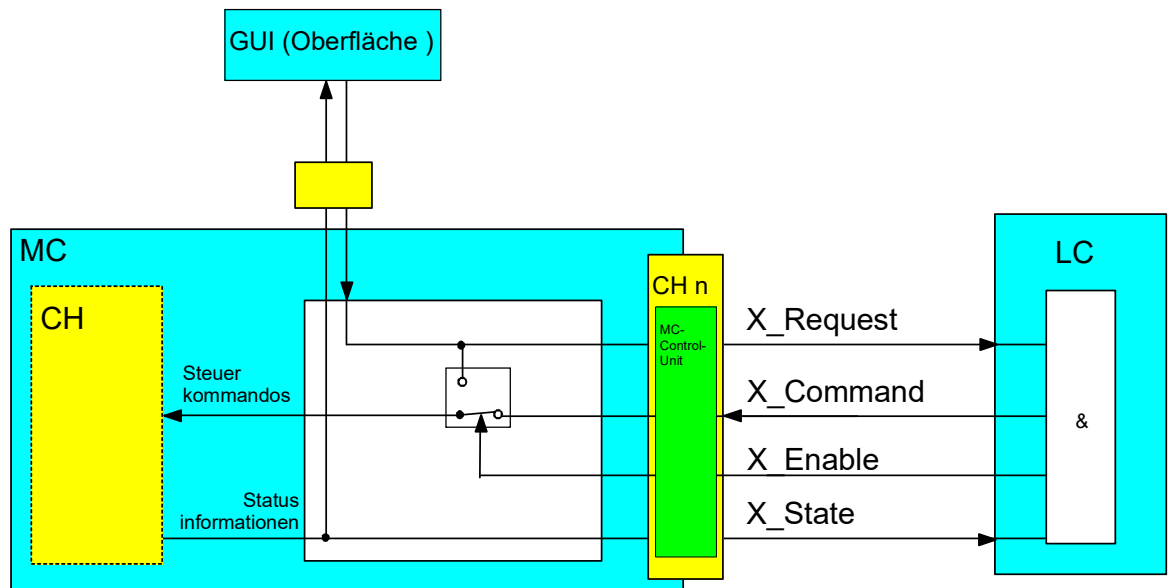 GUI (Oberfläche )
MC
CH
Steuer
kommandos
Status
informationen
CH n
MC-
Control-
Unit
X_Request
X_Command
X_Enable
X_State
LC
&